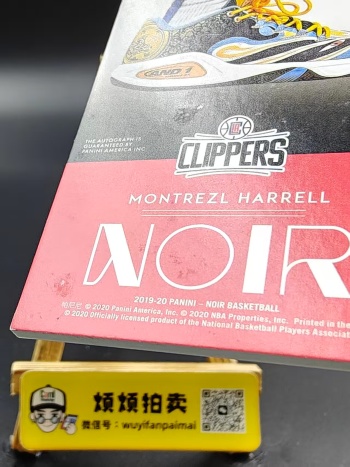 AND1
THE AUTOGRAPH IS
GUARANTEED BY
PANINI AMERICA, INC
CLIPPERS
MONTREZL HARRELL
NOIR
2019-20 PANINI – NOIR BASKETBALL
© 2020 Panini America, Inc. © 2020 NBA Properties, Inc. Printed in the
© 2020 Officially licensed product of the National Basketball Players Associat
烦烦拍卖
微信号：wuyifanpaimai